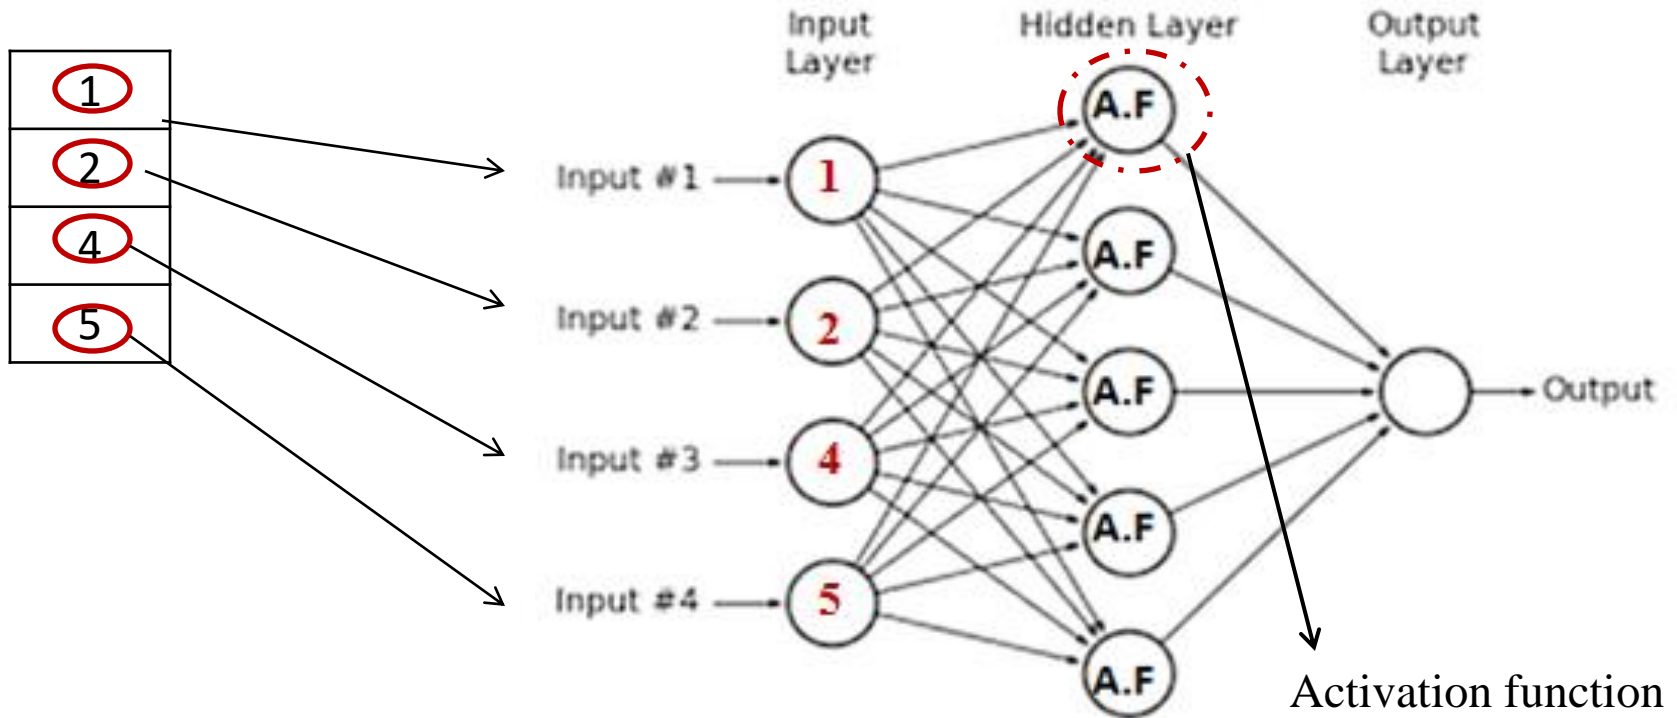 1
2
4
5
Input
Layer
Hidden Layer
Output
Layer
Input #1
Input #2
Input #3
Input #4
1
2
4
5
A.F
A.F
A.F
A.F
A.F
Output
Activation function